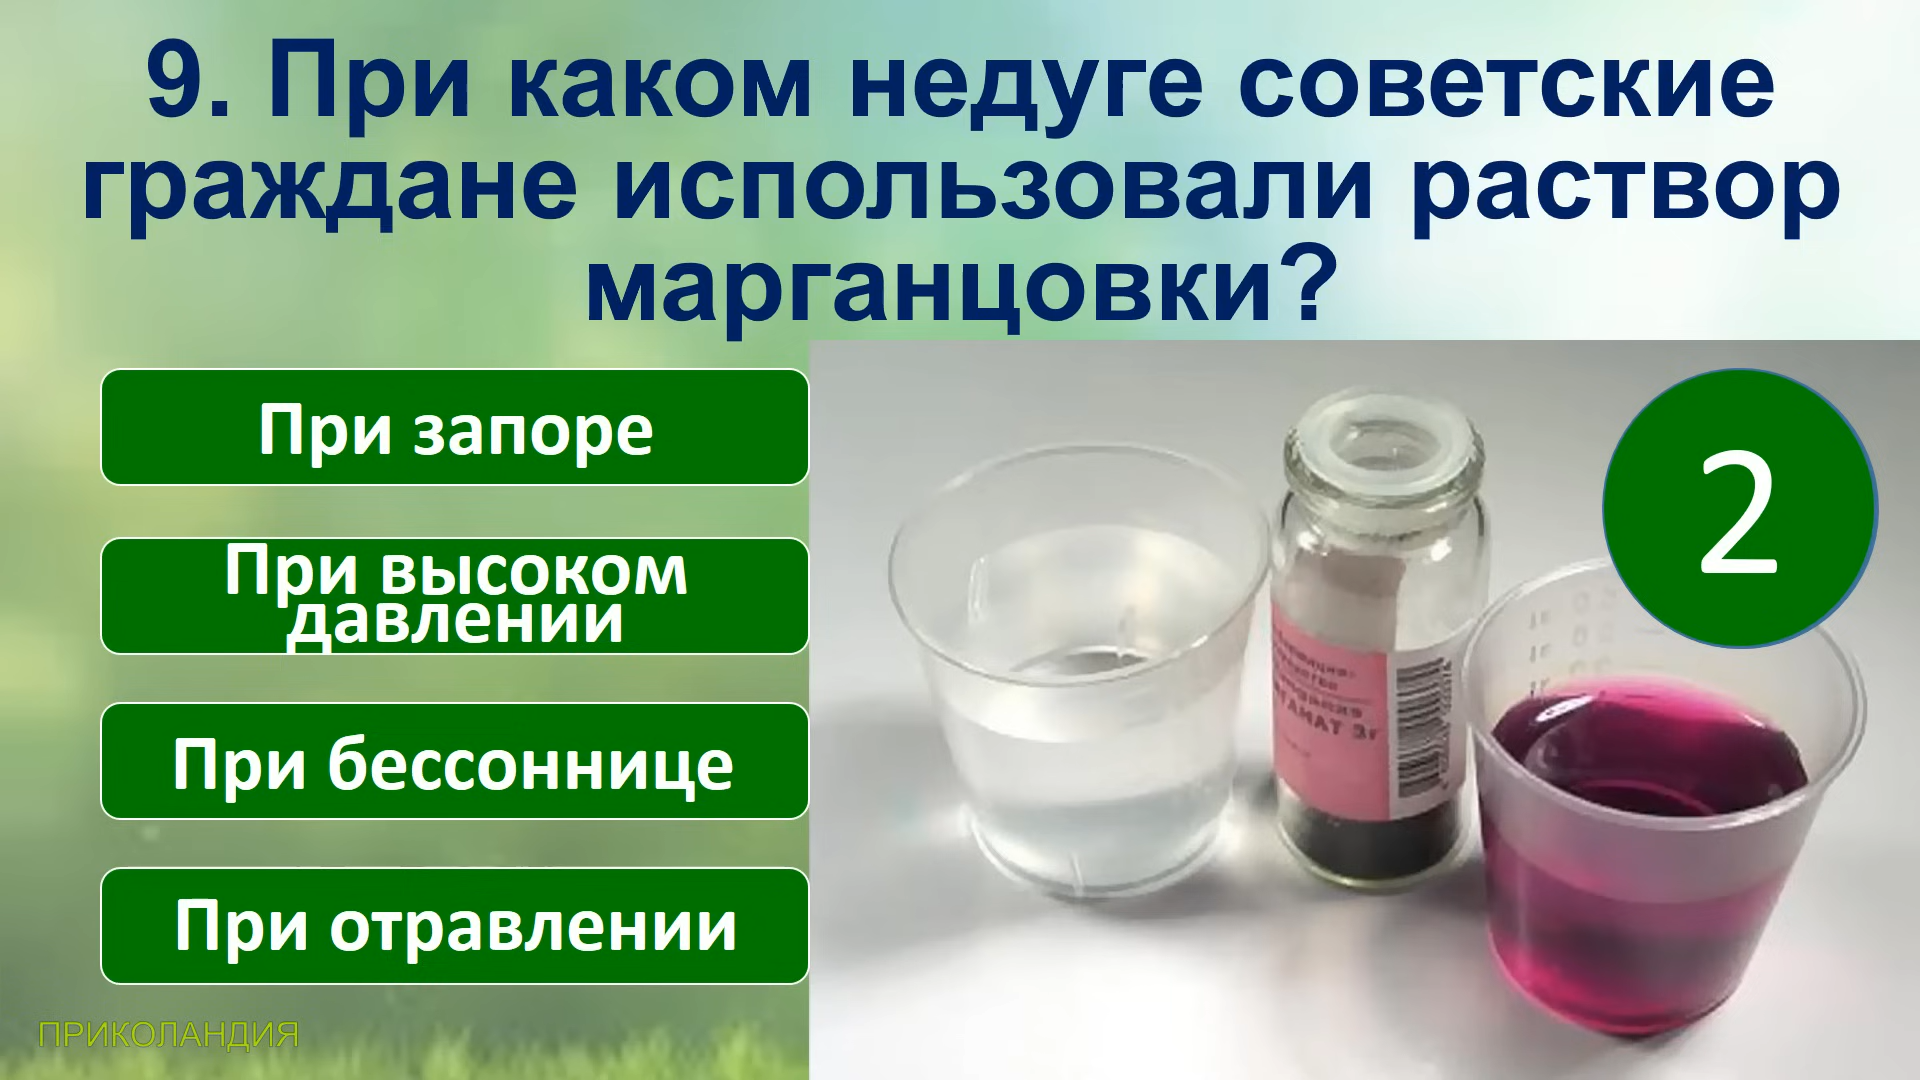 9. При каком недуге советские
граждане использовали раствор
марганцовки?
При запоре
При высоком
давлении
При бессоннице
При отравлении
2
3г
ПРИКОЛАНДИЯ